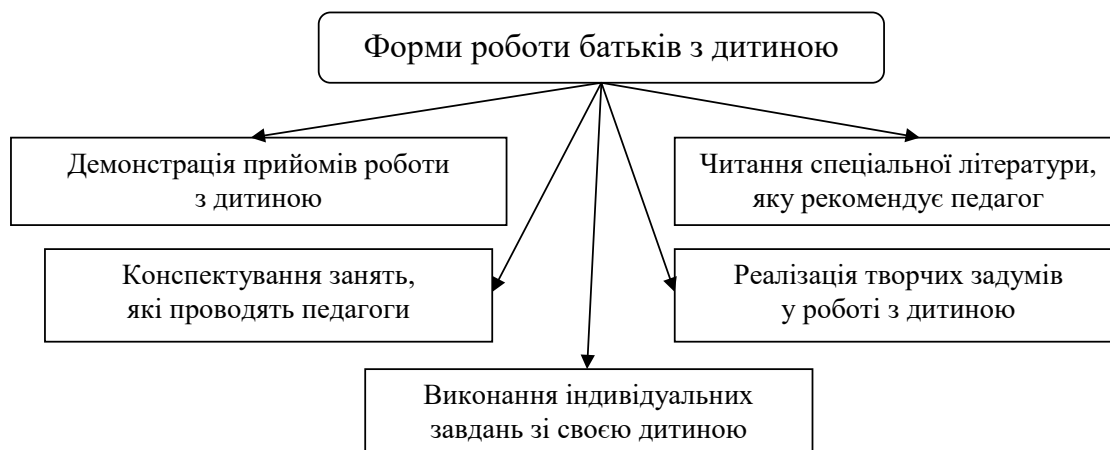 Форми роботи батьків з дитиною
Демонстрація прийомів роботи
з дитиною
Читання спеціальної літератури,
яку рекомендує педагог
Конспектування занять,
які проводять педагоги
Реалізація творчих задумів
у роботі з дитиною
Виконання індивідуальних
завдань зі своєю дитиною